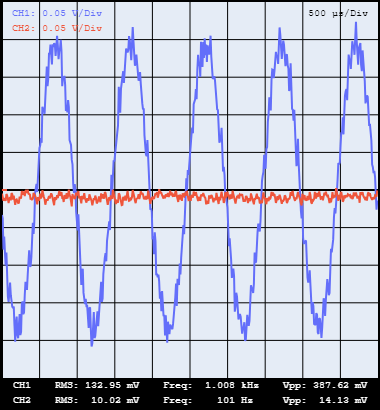 CH1: 0.05 V/Div 500 µs/Div
CH2: 0.05 V/Div
CH1 RMS: 132.95 mV Freq: 1.008 kHz Vpp: 387.62 mV
CH2 RMS: 10.02 mV Freq: 101 Hz Vpp: 14.13 mV